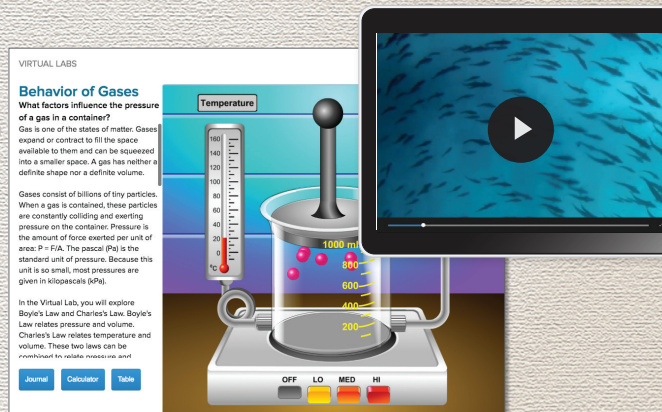 VIRTUAL LABS
Behavior of Gases
What factors influence the pressure
of a gas in a container?
Gas is one of the states of matter. Gases
expand or contract to fill the space
available to them and can be squeezed
into a smaller space. A gas has neither a
definite shape nor a definite volume.
Gases consist of billions of tiny particles.
When a gas is contained, these particles
are constantly colliding and exerting
pressure on the container. Pressure is
the amount of force exerted per unit of
area: P = F/A. The pascal (Pa) is the
standard unit of pressure. Because this
unit is so small, most pressures are
given in kilopascals (kPa).
In the Virtual Lab, you will explore
Boyle's Law and Charles's Law. Boyle's
Law relates pressure and volume.
Charles's Law relates temperature and
volume. These two laws can be
combined to relate pressure and
Journal
Calculator
Table
Temperature
160
140
120
100
80
60
40
20
0
°C
1000 ml
800
600
400
200
OFF
LO
MED
HI